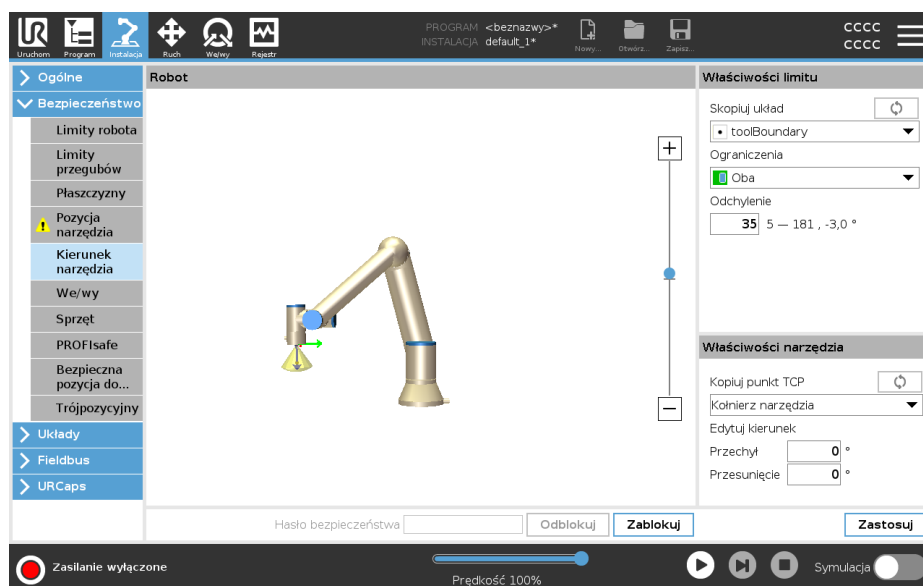 UR
PROGRAM <beznazwy>*
INSTALACJA default_1*
cccc
cccc
Uruchom Program Instalacja Ruch We/wy Rejestr
Nowy... Otwórz... Zapisz...
Ogólne
Bezpieczeństwo
Limity robota
Limity
przegubów
Płaszczyzny
Pozycja
narzędzia
Kierunek
narzędzia
We/wy
Sprzęt
PROFIsafe
Bezpieczna
pozycja do...
Trójpozycyjny
Układy
Fieldbus
URCaps
Robot
Hasło bezpieczeństwa Odblokuj Zablokuj
Właściwości limitu
Skopiuj układ
toolBoundary
Ograniczenia
Oba
Odchylenie
35 5 — 181 , -3,0 °
Właściwości narzędzia
Kopiuj punkt TCP
Kołnierz narzędzia
Edytuj kierunek
Przechył 0 °
Przesunięcie 0 °
Zastosuj
Zasilanie wyłączone
Prędkość 100%
Symulacja